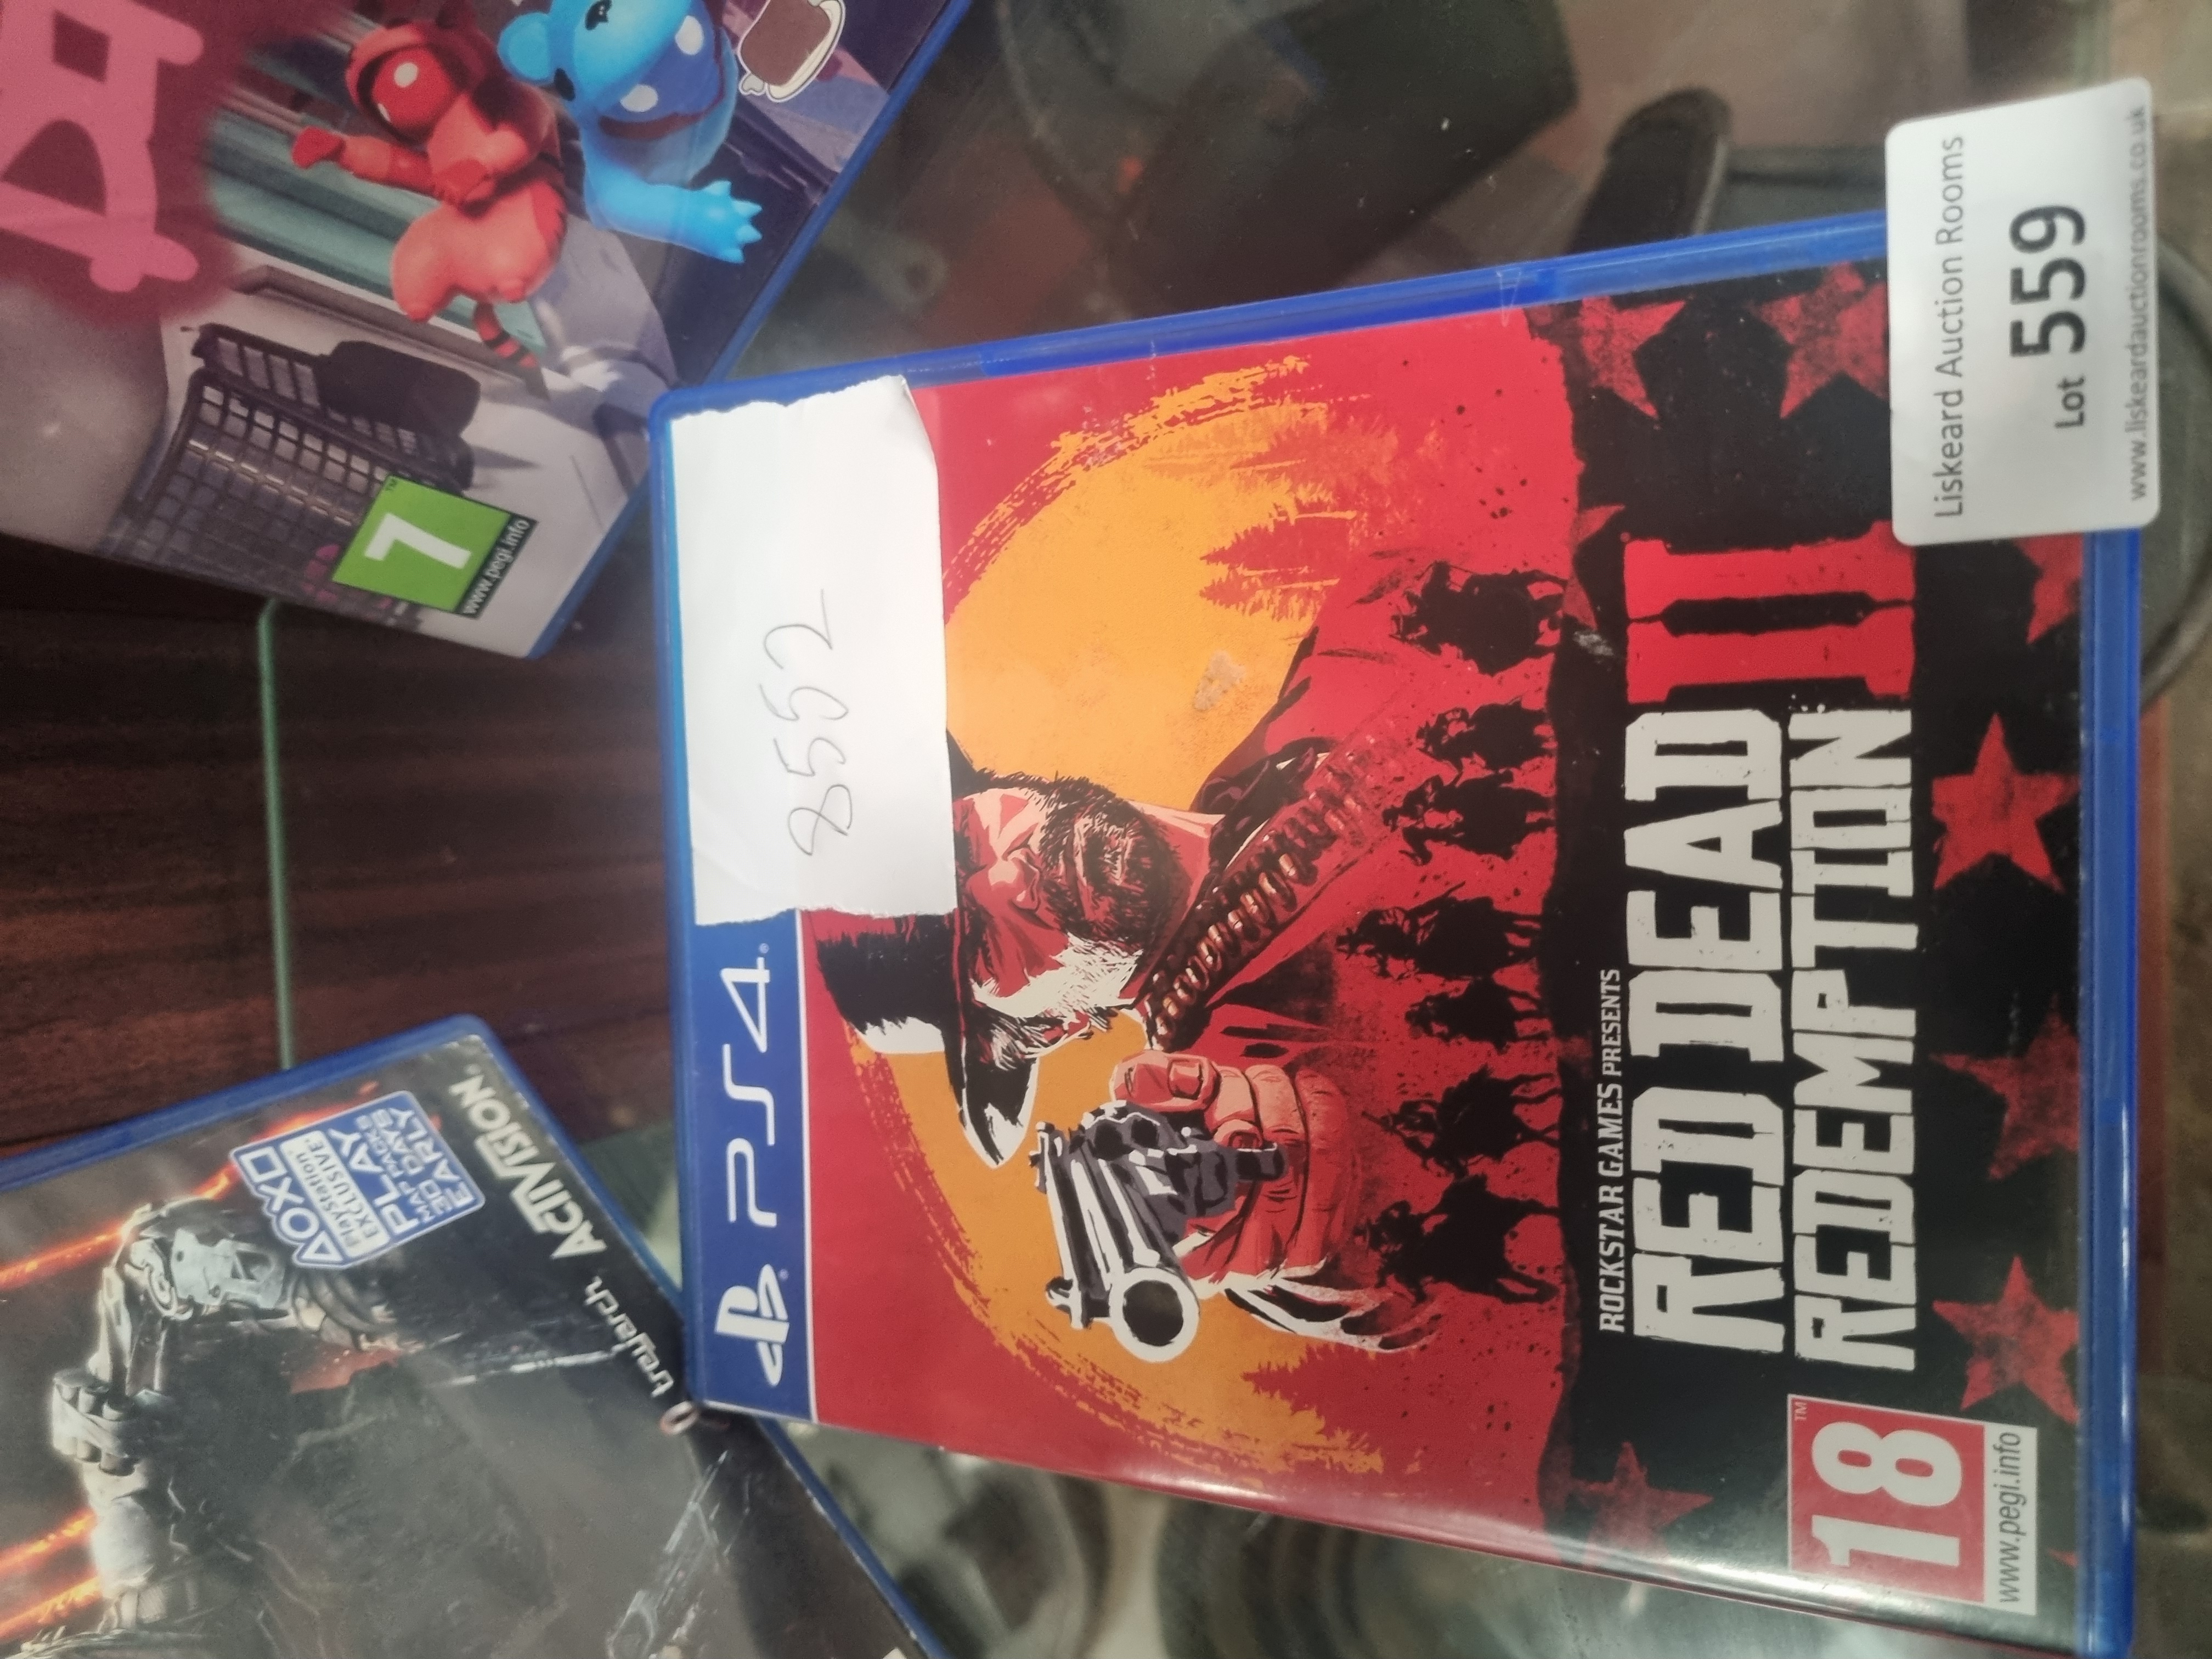 PS4
8552
ROCKSTAR GAMES PRESENTS
RED DEAD
REDEMPTION II
18
www.pegi.info
Liskeard Auction Rooms
Lot 559
www.liskeardauctionrooms.co.uk
7
www.pegi.info
PlayStation
EXCLUSIVE
PLAY
MAP PACKS
30 DAYS
EARLY
ACTIVISION
treyarch